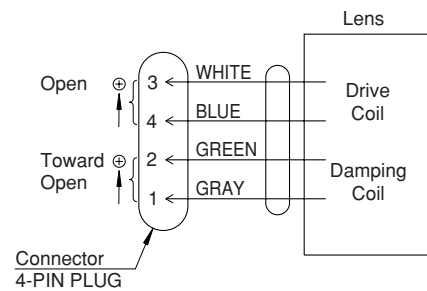 Lens
Open ⊕ 3 WHITE
4 BLUE
Drive
Coil
Toward
Open
⊕ 2 GREEN
1 GRAY
Damping
Coil
Connector
4-PIN PLUG